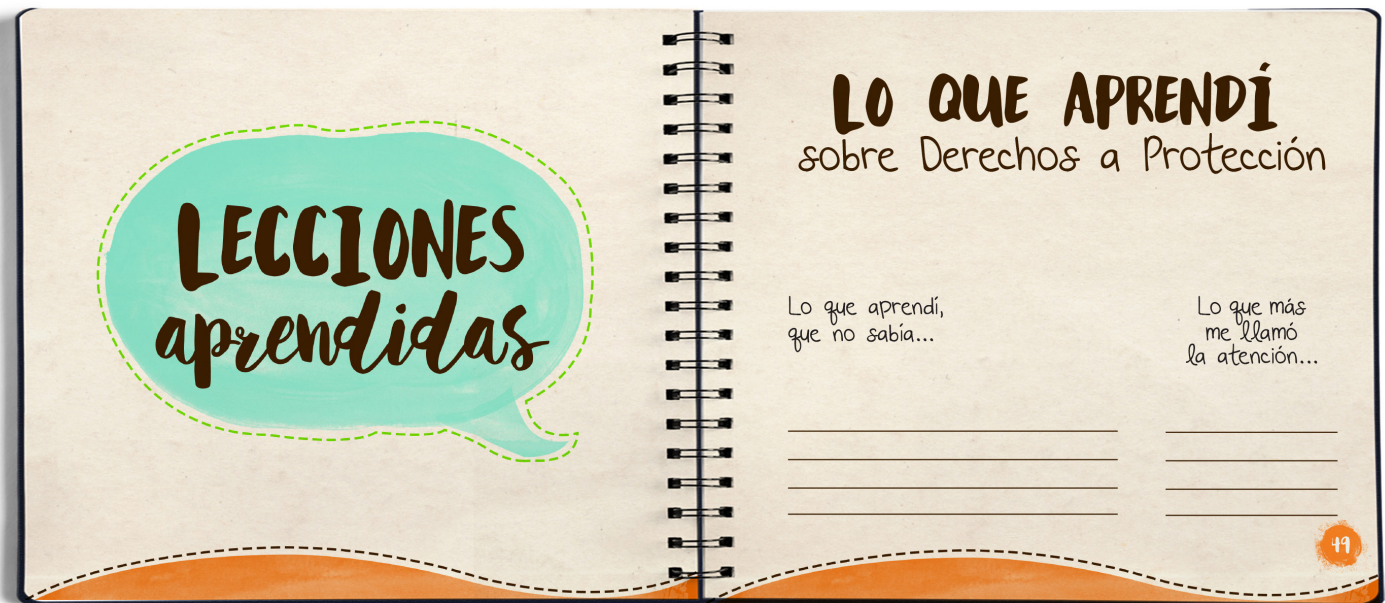 LECCIONES
aprendidas
LO QUE APRENDÍ
sobre Derechos a Protección
Lo que aprendí,
que no sabía...
Lo que más
me llamó
la atención...
49